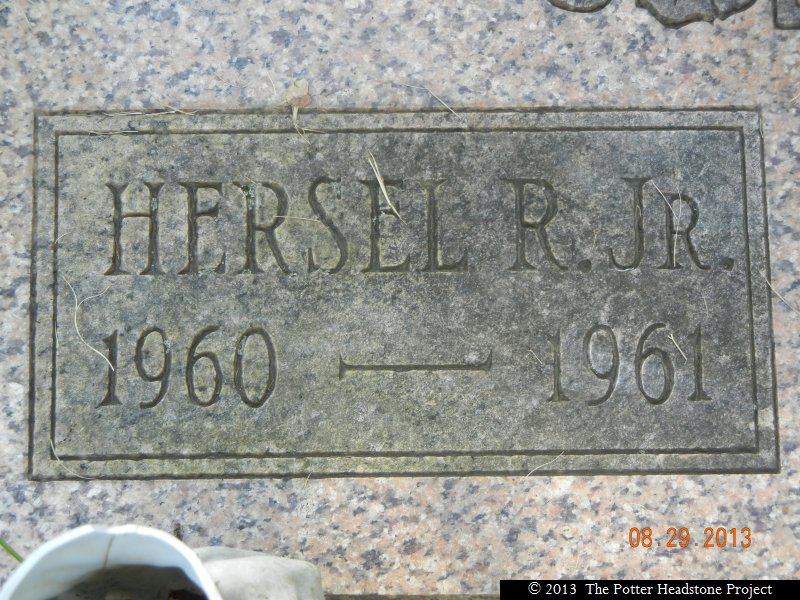 HERSEL R. JR.
1960 — 1961
08.29.2013
© 2013 The Potter Headstone Project